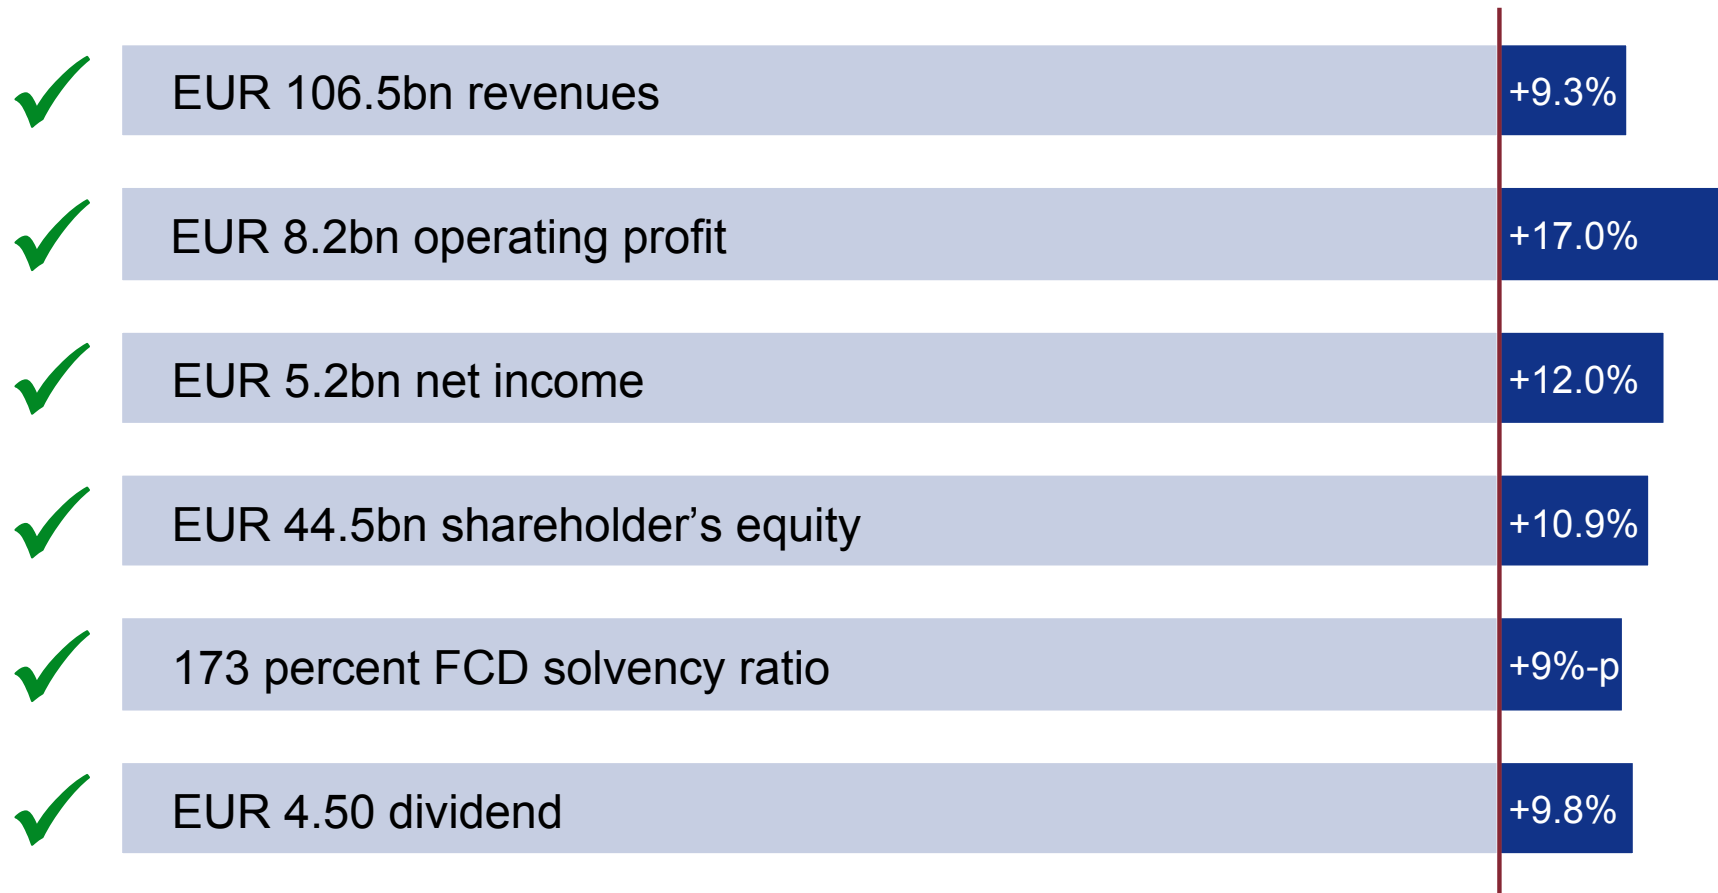 EUR 106.5bn revenues +9.3%
EUR 8.2bn operating profit +17.0%
EUR 5.2bn net income +12.0%
EUR 44.5bn shareholder’s equity +10.9%
173 percent FCD solvency ratio +9%-p
EUR 4.50 dividend +9.8%